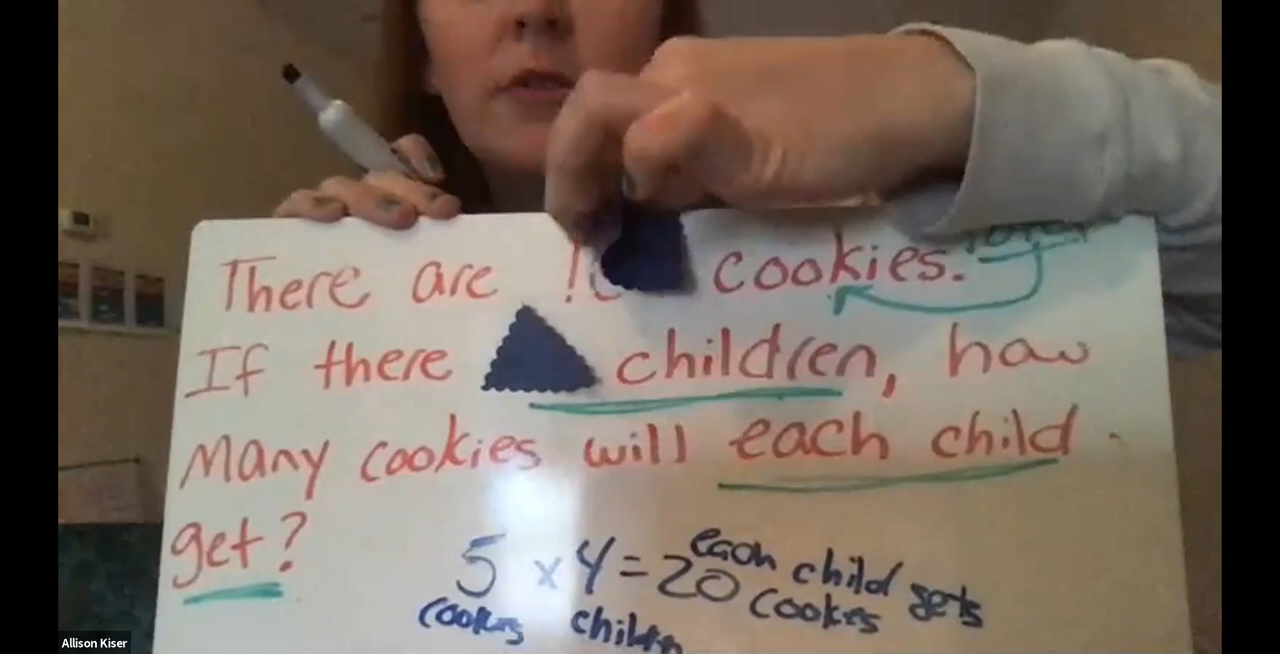 There are cookies.
If there children, how
Many cookies will each child
get?
each child gets
5 x 4 = 20 cookies
cookies children
Allison Kiser